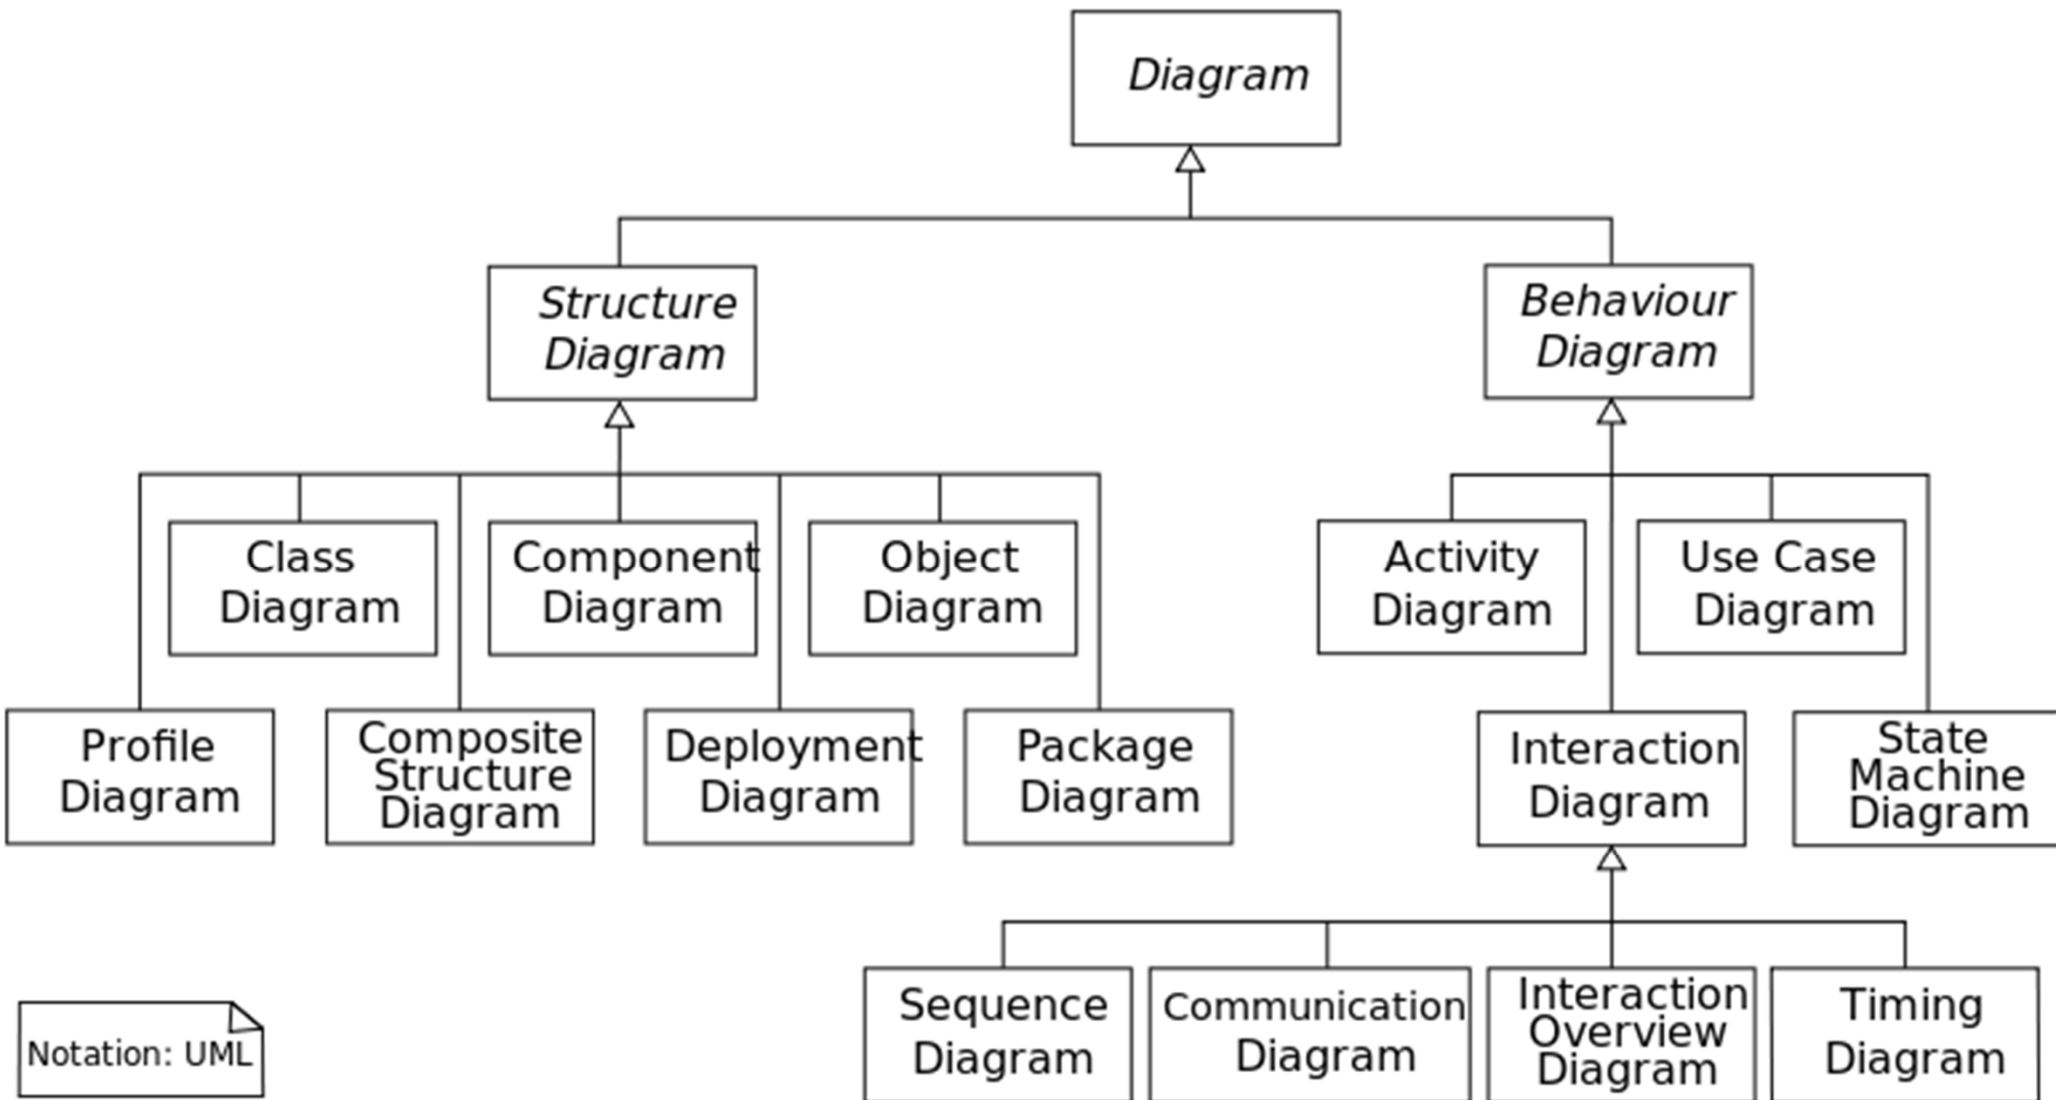 Diagram
Structure
Diagram
Behaviour
Diagram
Class
Diagram
Component
Diagram
Object
Diagram
Activity
Diagram
Use Case
Diagram
Profile
Diagram
Composite
Structure
Diagram
Deployment
Diagram
Package
Diagram
Interaction
Diagram
State
Machine
Diagram
Sequence
Diagram
Communication
Diagram
Interaction
Overview
Diagram
Timing
Diagram
Notation: UML